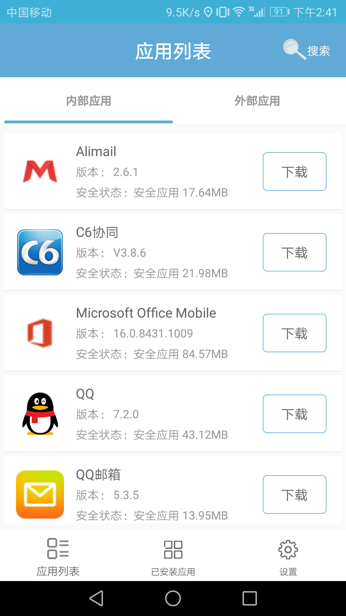 中国移动 9.5K/s 91 下午2:41
应用列表 搜索
内部应用 外部应用
Alimail
版本： 2.6.1
安全状态：安全应用 17.64MB
下载
C6
C6协同
版本： V3.8.6
安全状态：安全应用 21.98MB
下载
Microsoft Office Mobile
版本： 16.0.8431.1009
安全状态：安全应用 84.57MB
下载
QQ
版本： 7.2.0
安全状态：安全应用 43.12MB
下载
QQ邮箱
版本： 5.3.5
安全状态：安全应用 13.95MB
下载
应用列表 已安装应用 设置